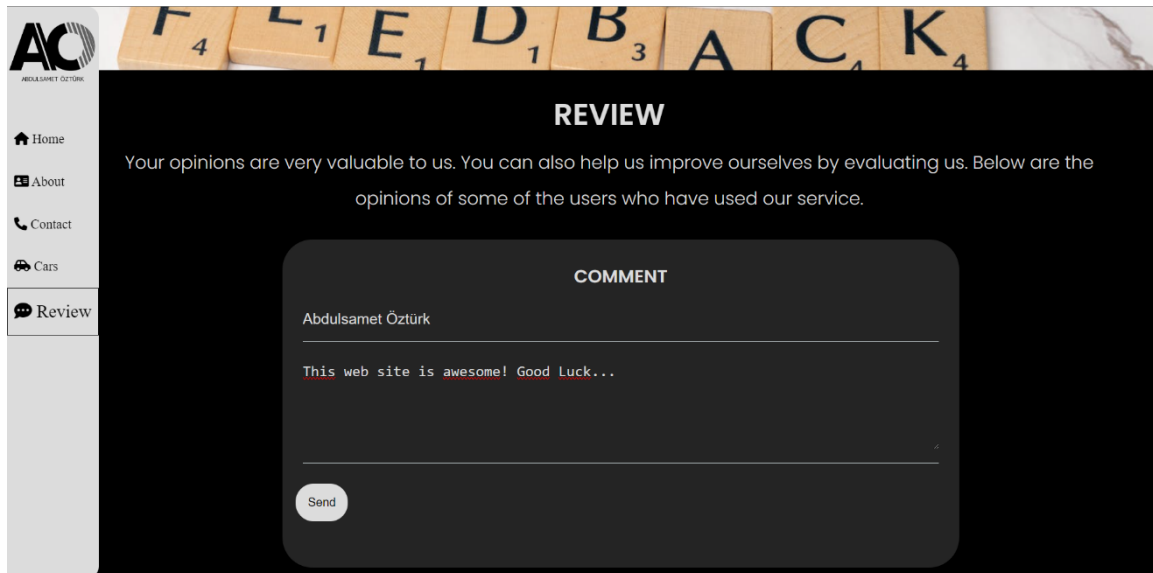 AO
ABDULSAMET ÖZTÜRK
Home
About
Contact
Cars
Review
F4 E L1 E1 D1 B3 A C4 K4
REVIEW
Your opinions are very valuable to us. You can also help us improve ourselves by evaluating us. Below are the
opinions of some of the users who have used our service.
COMMENT
Abdulsamet Öztürk
This web site is awesome! Good Luck...
Send